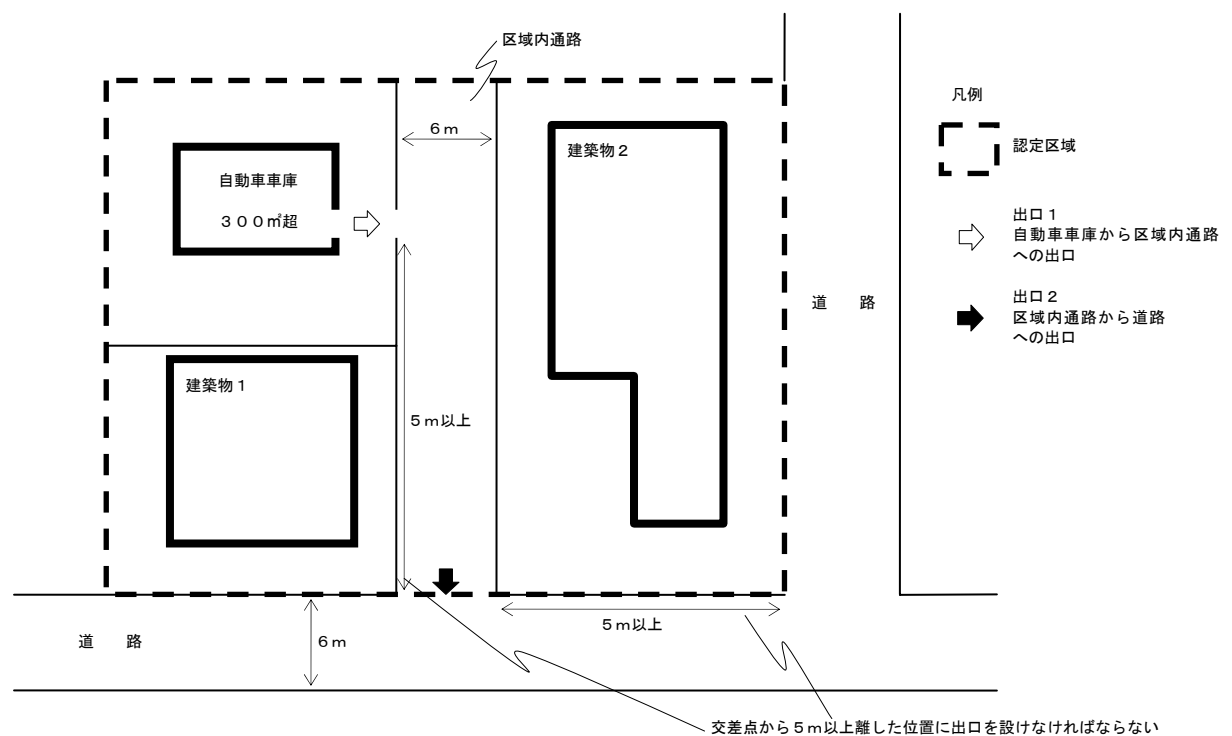 区域内通路
6ｍ
自動車車庫
３００㎡超
建築物２
建築物１
５ｍ以上
道　路
凡例
認定区域
出口１
自動車車庫から区域内通路
への出口
出口２
区域内通路から道路
への出口
道　路
6ｍ
５ｍ以上
交差点から５ｍ以上離した位置に出口を設けなければならない